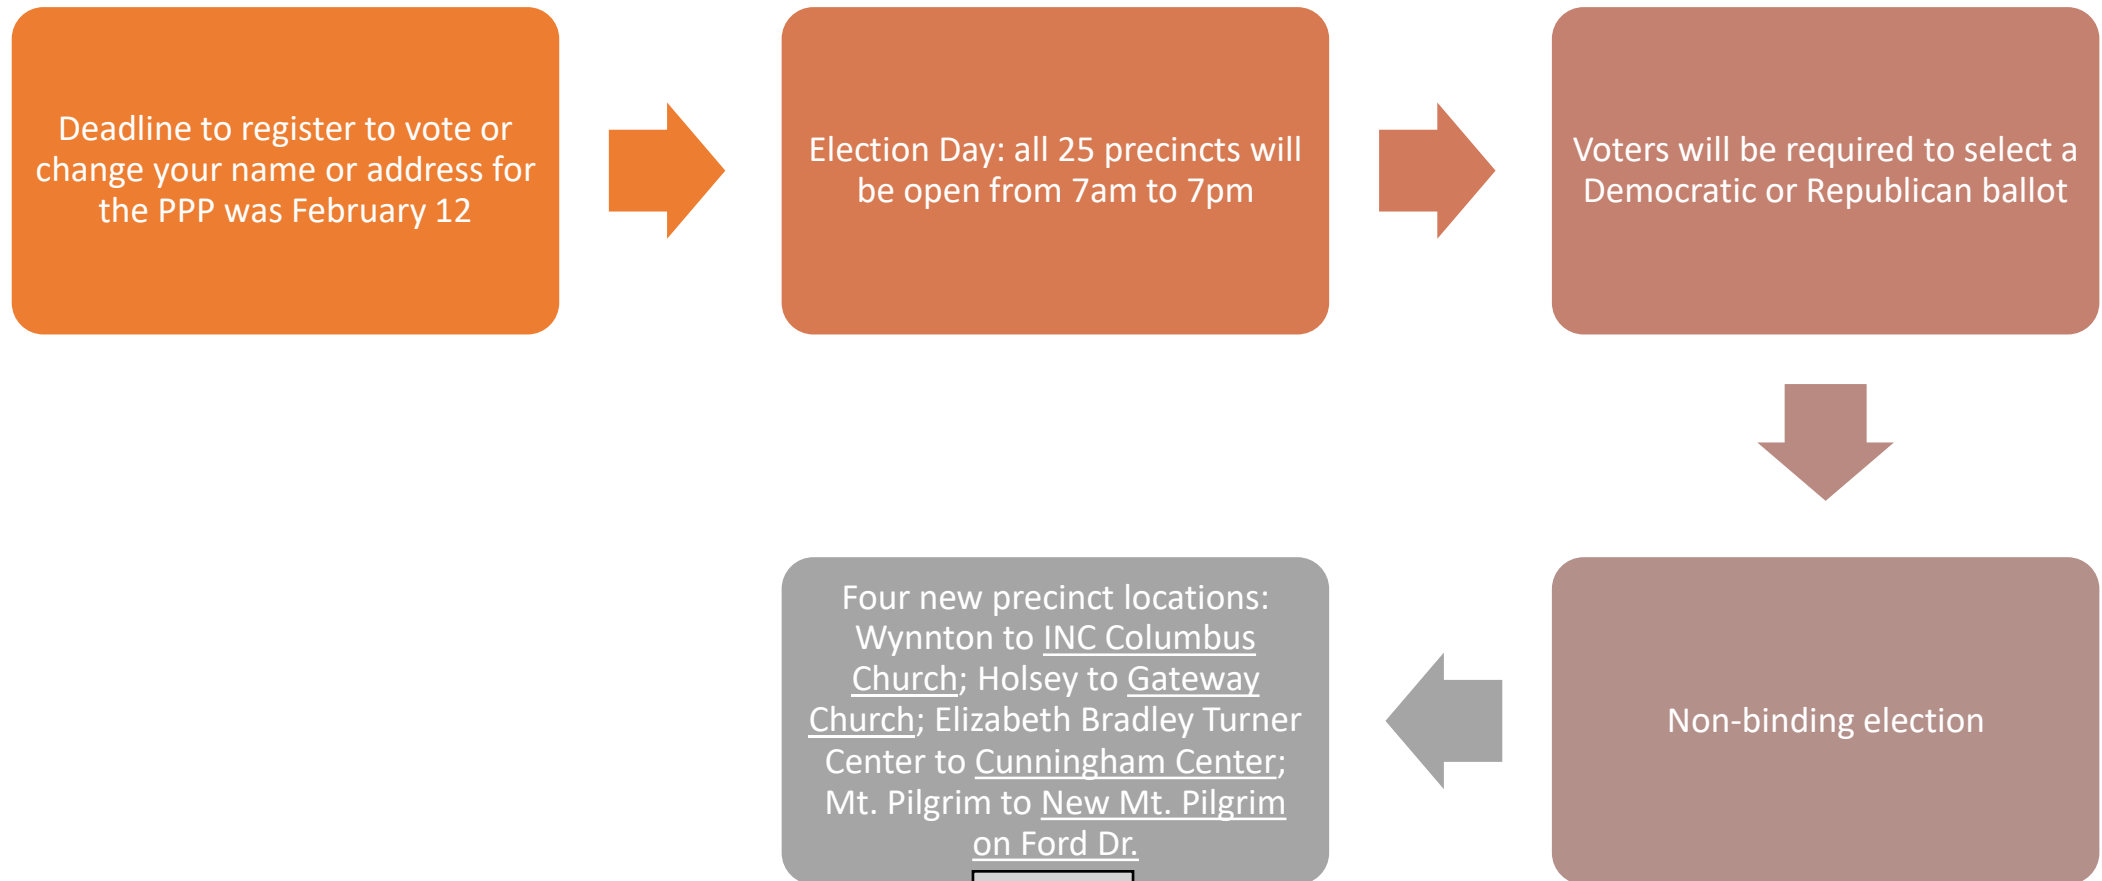 Deadline to register to vote or
change your name or address for
the PPP was February 12
Election Day: all 25 precincts will
be open from 7am to 7pm
Voters will be required to select a
Democratic or Republican ballot
Non-binding election
Four new precinct locations:
Wynnton to INC Columbus
Church; Holsey to Gateway
Church; Elizabeth Bradley Turner
Center to Cunningham Center;
Mt. Pilgrim to New Mt. Pilgrim
on Ford Dr.